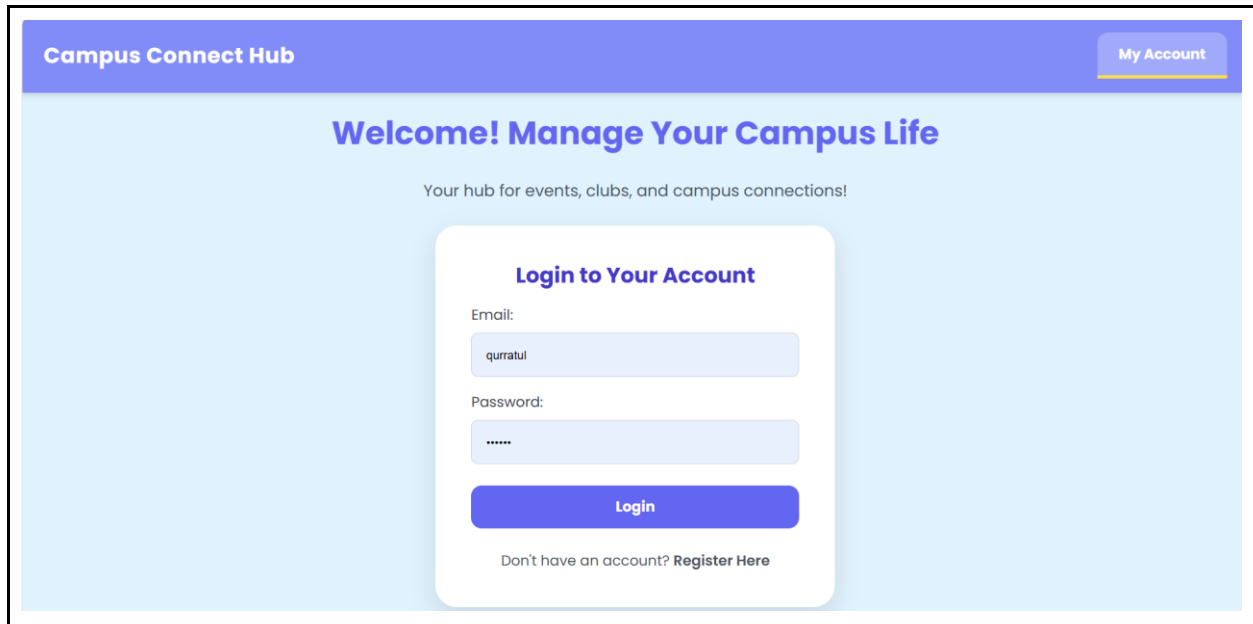 Campus Connect Hub
My Account
Welcome! Manage Your Campus Life
Your hub for events, clubs, and campus connections!
Login to Your Account
Email:
qurratul
Password:
••••••
Login
Don't have an account? Register Here